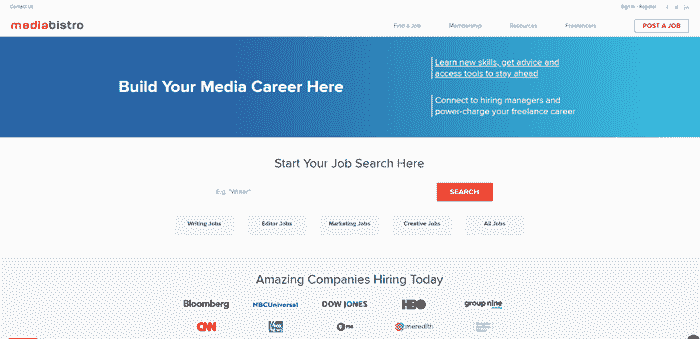 Contact Us
Sign In
Register
mediabistro
Find a Job
Membership
Resources
Freelancers
POST A JOB
Build Your Media Career Here
Learn new skills, get advice and
access tools to stay ahead
Connect to hiring managers and
power-charge your freelance career
Start Your Job Search Here
E.g. "Writer"
SEARCH
Writing Jobs
Editor Jobs
Marketing Jobs
Creative Jobs
All Jobs
Amazing Companies Hiring Today
Bloomberg
NBCUniversal
DOW JONES
HBO
group nine
CNN
PBS
meredith